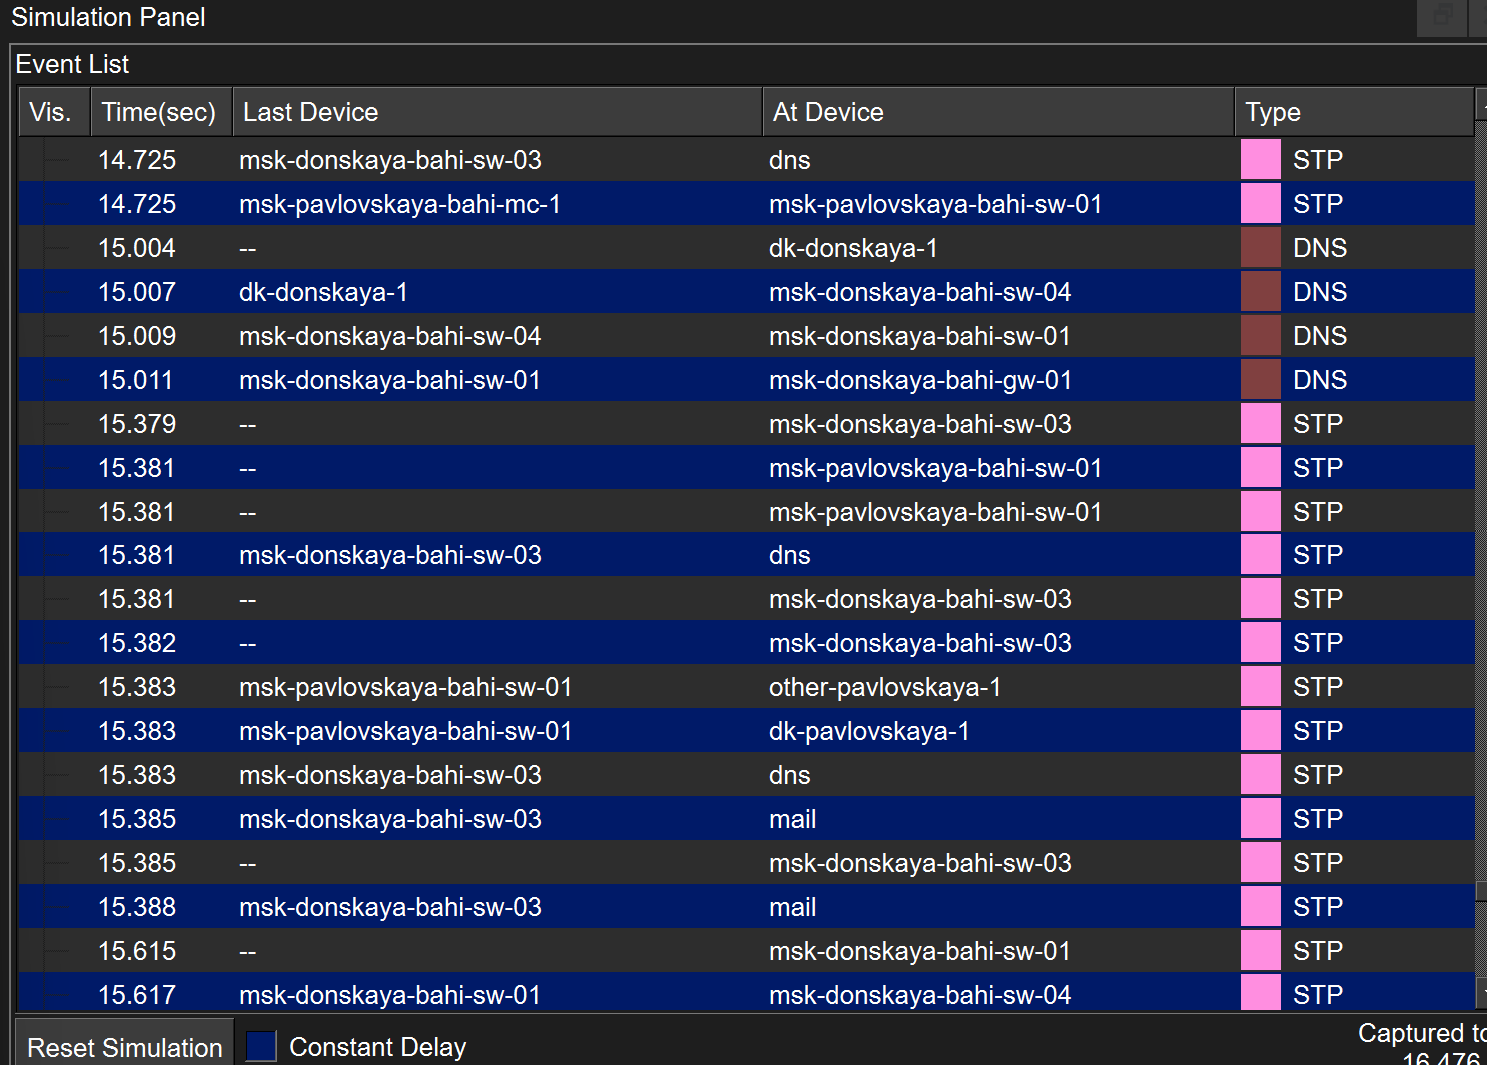 Simulation Panel
Event List
Vis. Time(sec) Last Device At Device Type
14.725 msk-donskaya-bahi-sw-03 dns STP
14.725 msk-pavlovskaya-bahi-mc-1 msk-pavlovskaya-bahi-sw-01 STP
15.004 -- dk-donskaya-1 DNS
15.007 dk-donskaya-1 msk-donskaya-bahi-sw-04 DNS
15.009 msk-donskaya-bahi-sw-04 msk-donskaya-bahi-sw-01 DNS
15.011 msk-donskaya-bahi-sw-01 msk-donskaya-bahi-gw-01 DNS
15.379 -- msk-donskaya-bahi-sw-03 STP
15.381 -- msk-pavlovskaya-bahi-sw-01 STP
15.381 -- msk-pavlovskaya-bahi-sw-01 STP
15.381 msk-donskaya-bahi-sw-03 dns STP
15.381 -- msk-donskaya-bahi-sw-03 STP
15.382 -- msk-donskaya-bahi-sw-03 STP
15.383 msk-pavlovskaya-bahi-sw-01 other-pavlovskaya-1 STP
15.383 msk-pavlovskaya-bahi-sw-01 dk-pavlovskaya-1 STP
15.383 msk-donskaya-bahi-sw-03 dns STP
15.385 msk-donskaya-bahi-sw-03 mail STP
15.385 -- msk-donskaya-bahi-sw-03 STP
15.388 msk-donskaya-bahi-sw-03 mail STP
15.615 -- msk-donskaya-bahi-sw-01 STP
15.617 msk-donskaya-bahi-sw-01 msk-donskaya-bahi-sw-04 STP
Reset Simulation Constant Delay Captured to
16.476